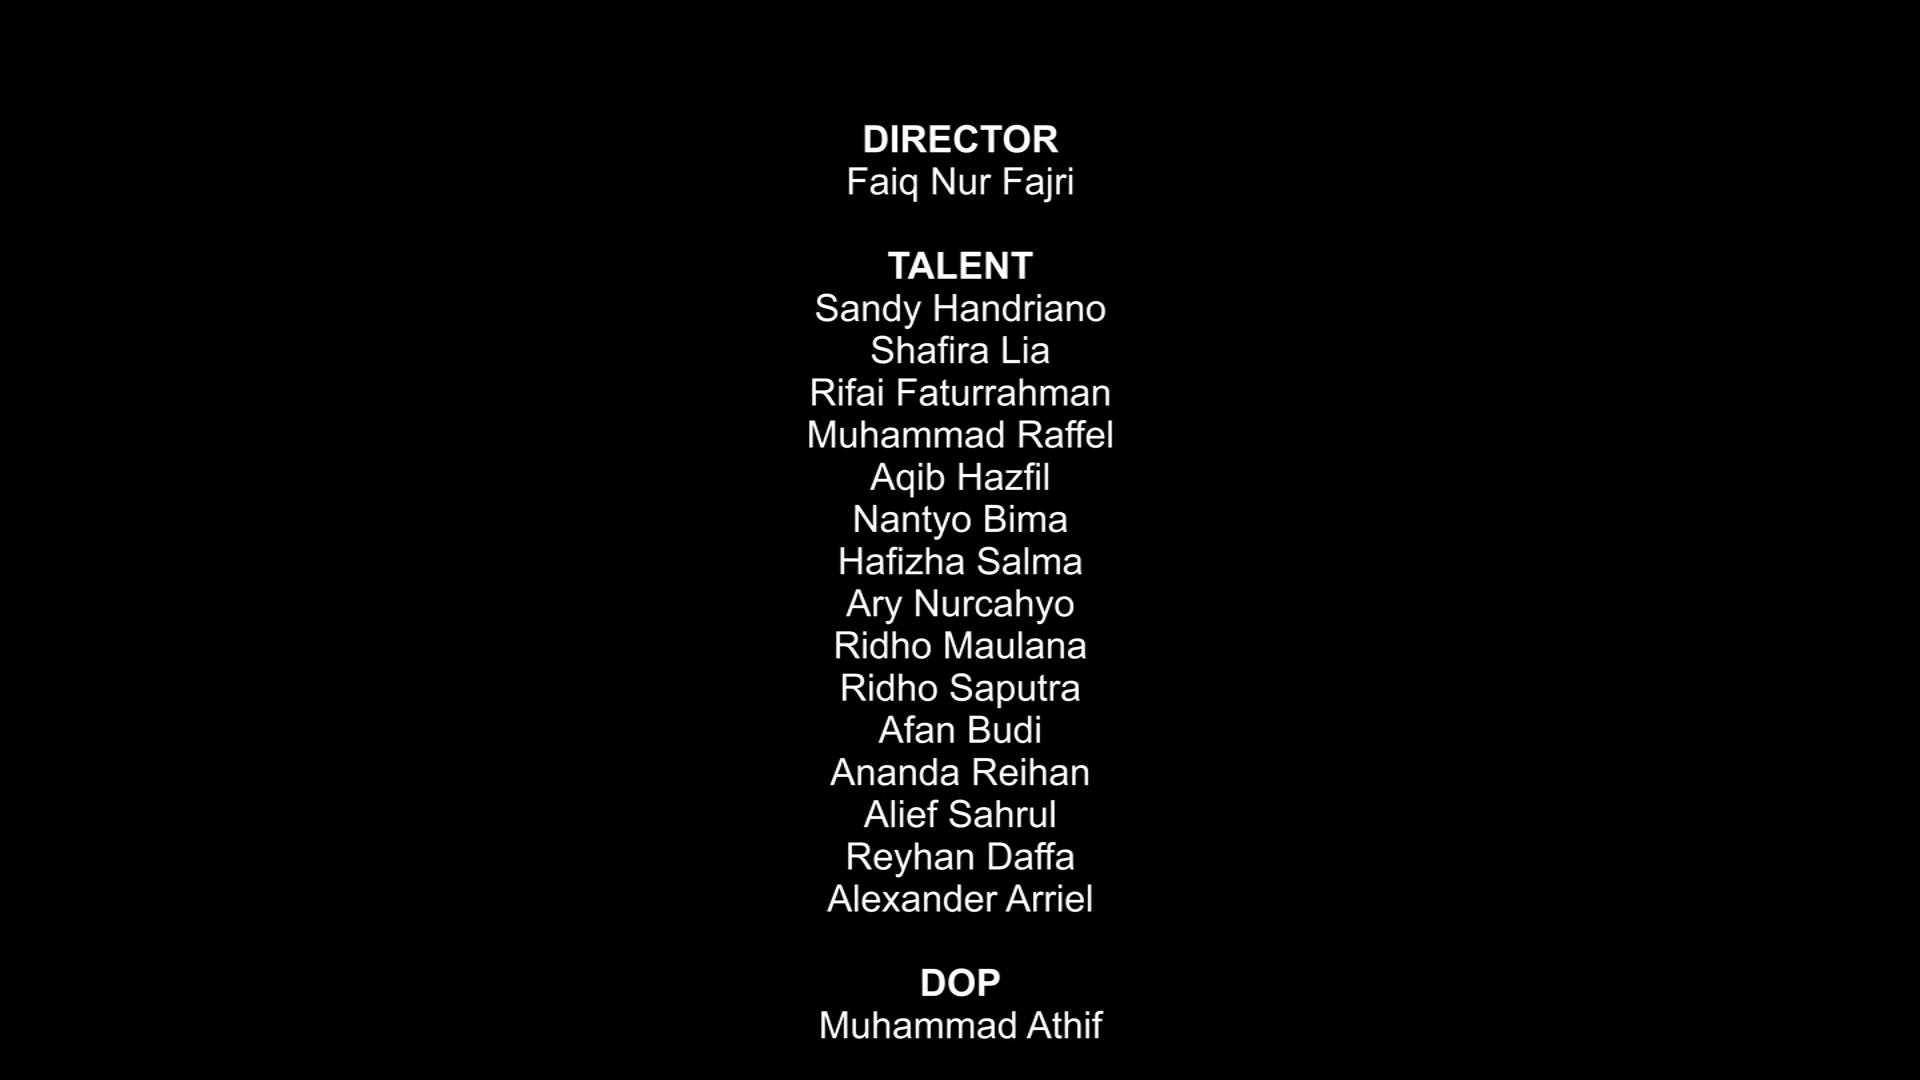 DIRECTOR
Faiq Nur Fajri
TALENT
Sandy Handriano
Shafira Lia
Rifai Faturrahman
Muhammad Raffel
Aqib Hazfil
Nantyo Bima
Hafizha Salma
Ary Nurcahyo
Ridho Maulana
Ridho Saputra
Afan Budi
Ananda Reihan
Alief Sahrul
Reyhan Daffa
Alexander Arriel
DOP
Muhammad Athif